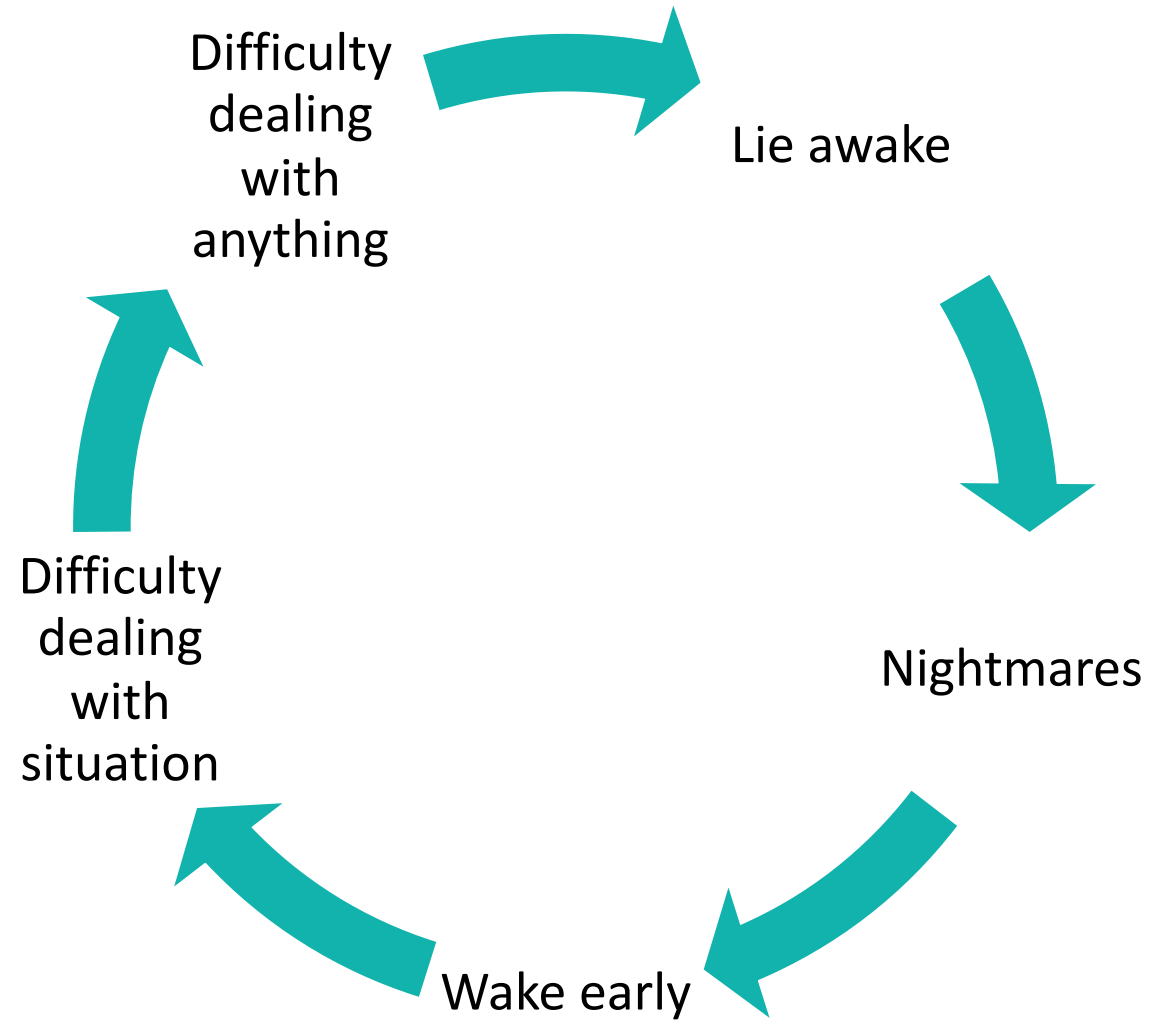 Difficulty
dealing
with
anything
Lie awake
Nightmares
Wake early
Difficulty
dealing
with
situation